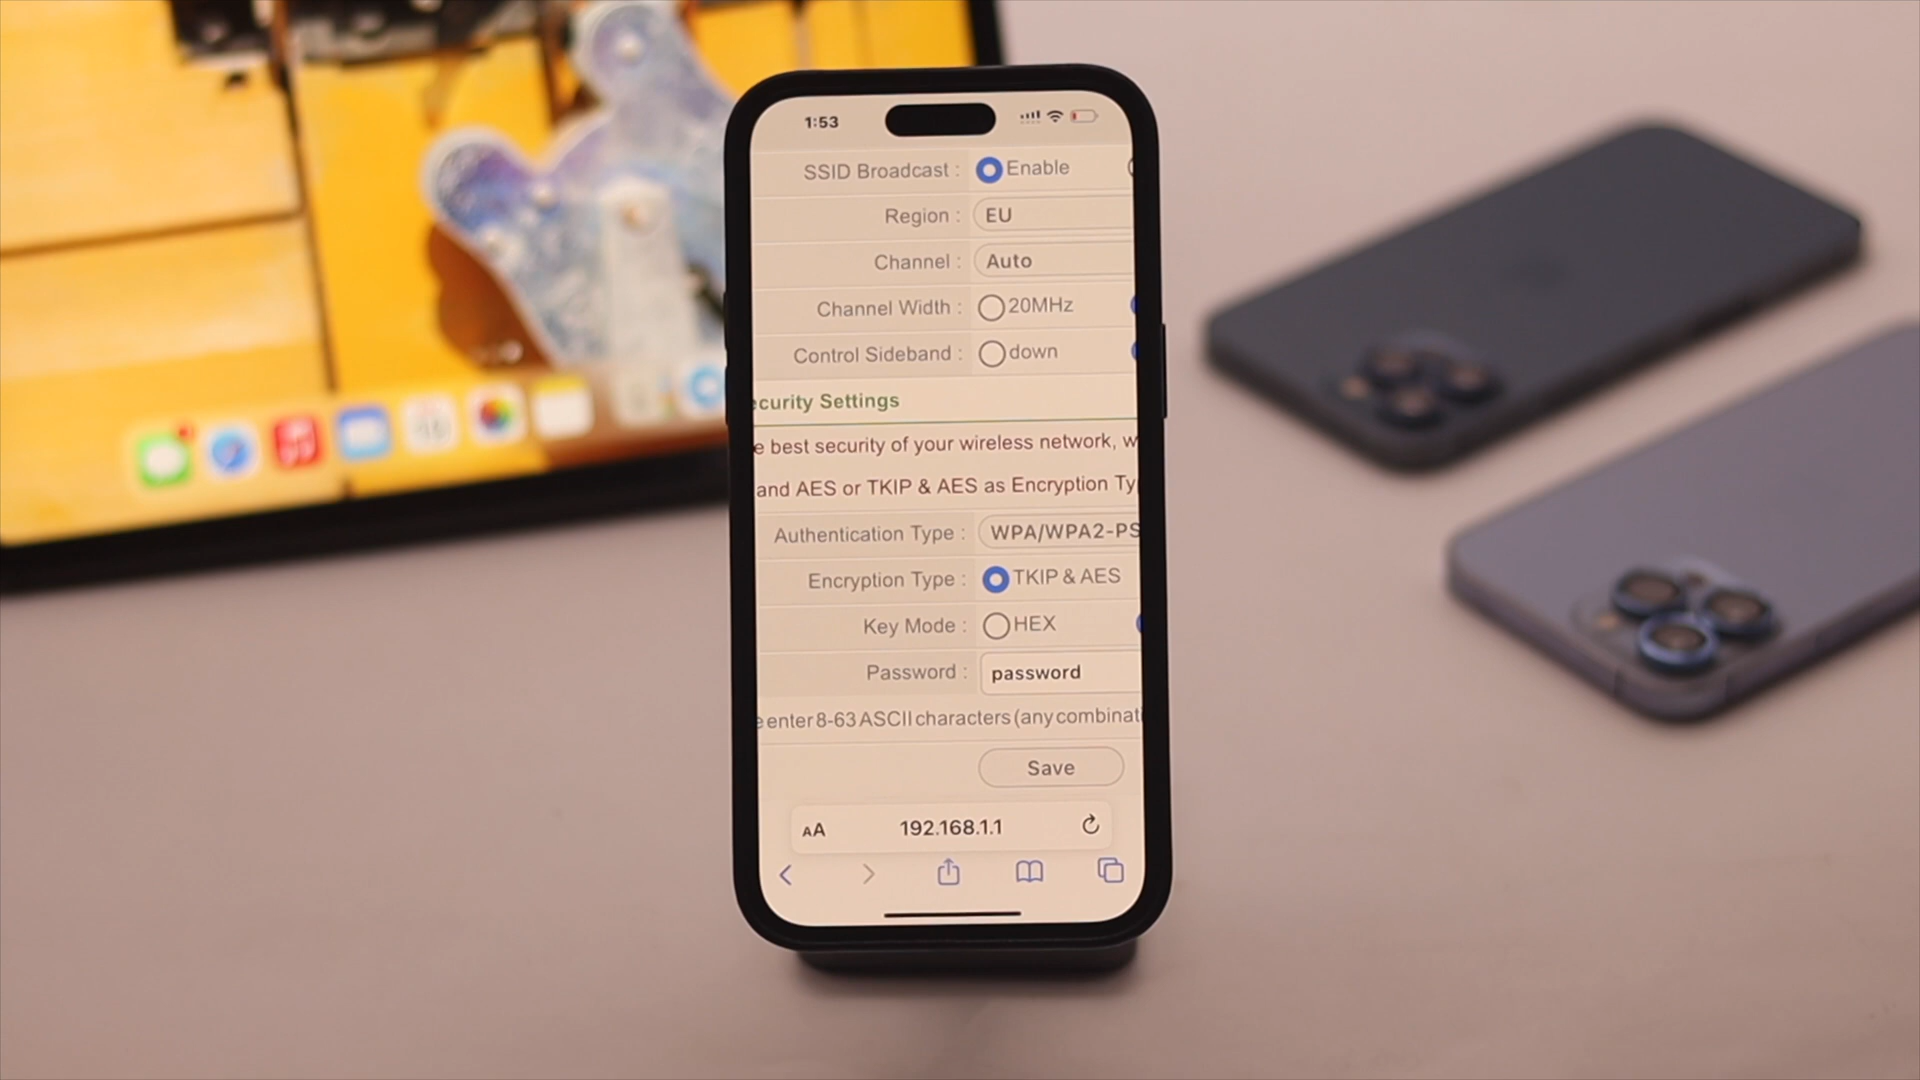 1:53
SSID Broadcast : Enable
Region : EU
Channel : Auto
Channel Width : 20MHz
Control Sideband : down
ecurity Settings
e best security of your wireless network, w
and AES or TKIP & AES as Encryption Ty
Authentication Type : WPA/WPA2-PS
Encryption Type : TKIP & AES
Key Mode : HEX
Password : password
e enter 8-63 ASCII characters (any combinati
Save
AA 192.168.1.1